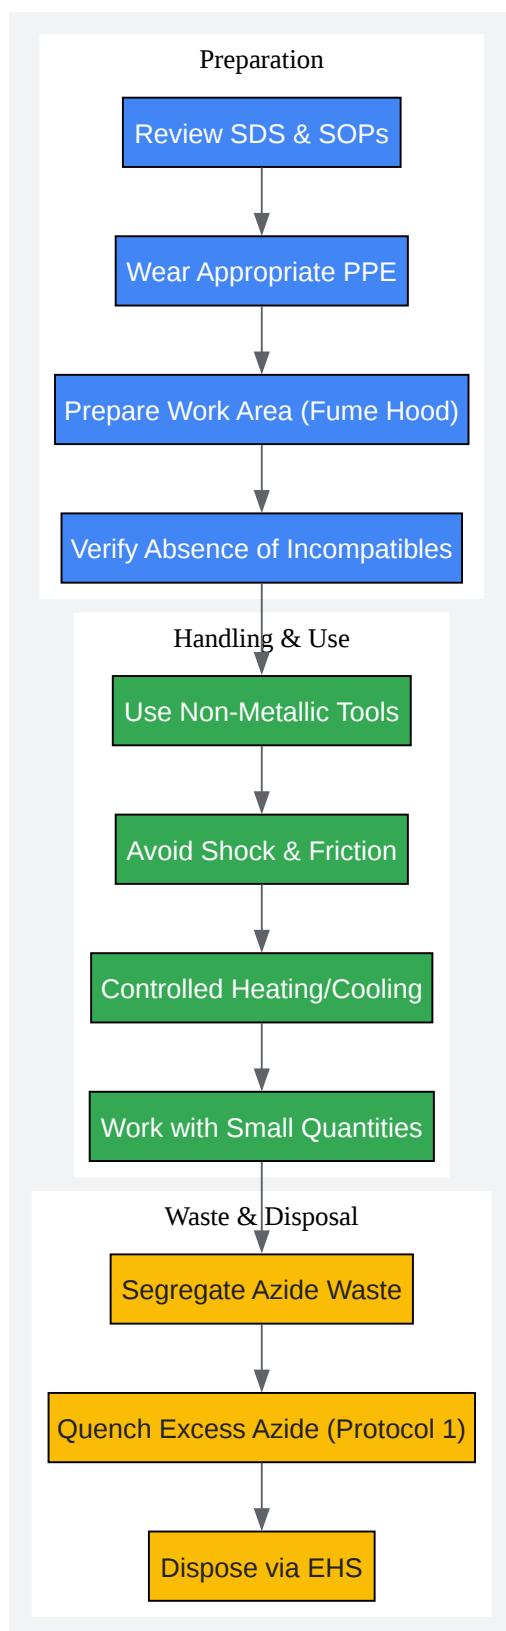 Preparation
Review SDS & SOPs
Wear Appropriate PPE
Prepare Work Area (Fume Hood)
Verify Absence of Incompatibles
Handling & Use
Use Non-Metallic Tools
Avoid Shock & Friction
Controlled Heating/Cooling
Work with Small Quantities
Waste & Disposal
Segregate Azide Waste
Quench Excess Azide (Protocol 1)
Dispose via EHS